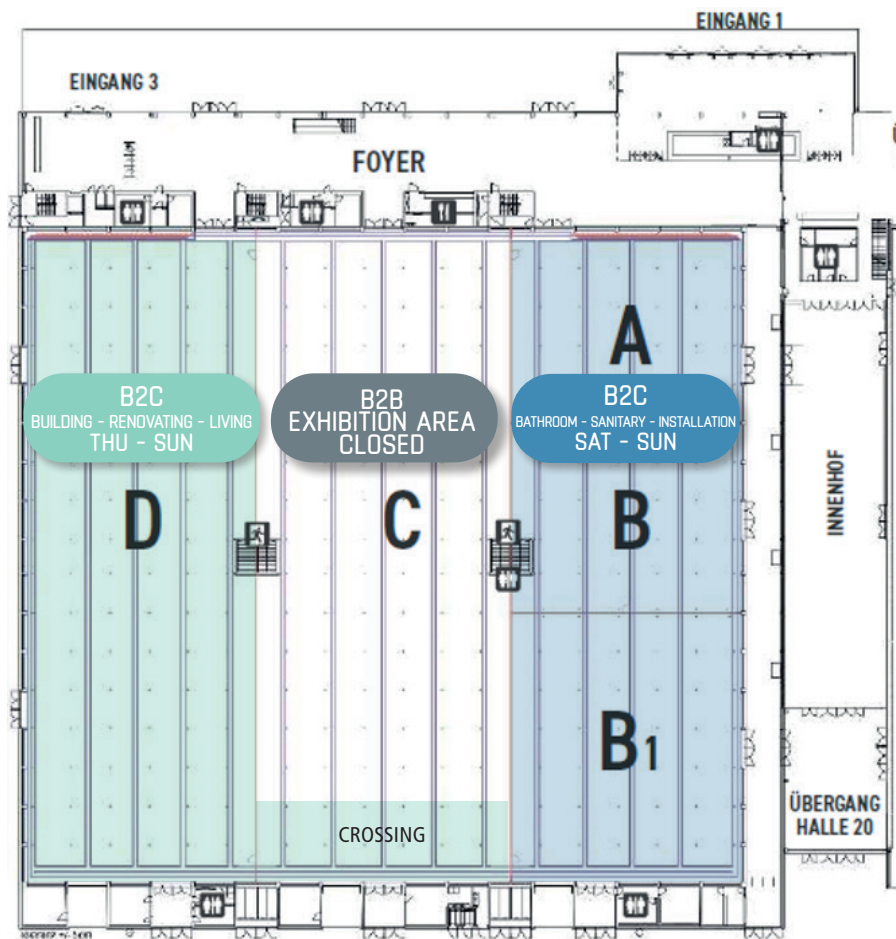 EINGANG 1
EINGANG 3
FOYER
A
B2C
BUILDING - RENOVATING - LIVING
THU - SUN
B2B
EXHIBITION AREA
CLOSED
B2C
BATHROOM - SANITARY - INSTALLATION
SAT - SUN
D
C
B
INNENHOF
B1
CROSSING
ÜBERGANG
HALLE 20